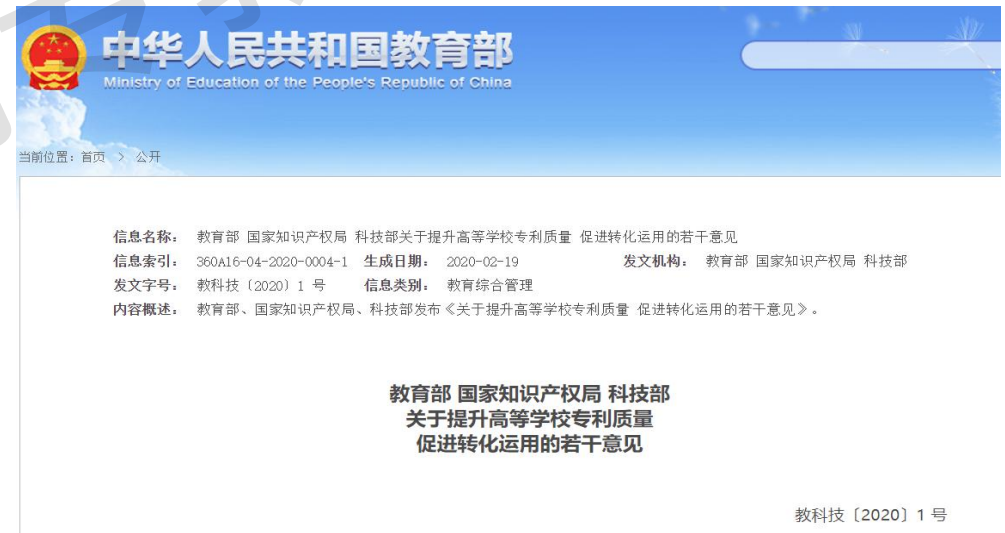 中华人民共和国教育部
Ministry of Education of the People's Republic of China
当前位置：首页 > 公开
信息名称： 教育部 国家知识产权局 科技部关于提升高等学校专利质量 促进转化运用的若干意见
信息索引： 360A16-04-2020-0004-1 生成日期： 2020-02-19 发文机构： 教育部 国家知识产权局 科技部
发文字号： 教科技〔2020〕1 号 信息类别： 教育综合管理
内容概述： 教育部、国家知识产权局、科技部发布《关于提升高等学校专利质量 促进转化运用的若干意见》。
教育部 国家知识产权局 科技部
关于提升高等学校专利质量
促进转化运用的若干意见
教科技〔2020〕1 号